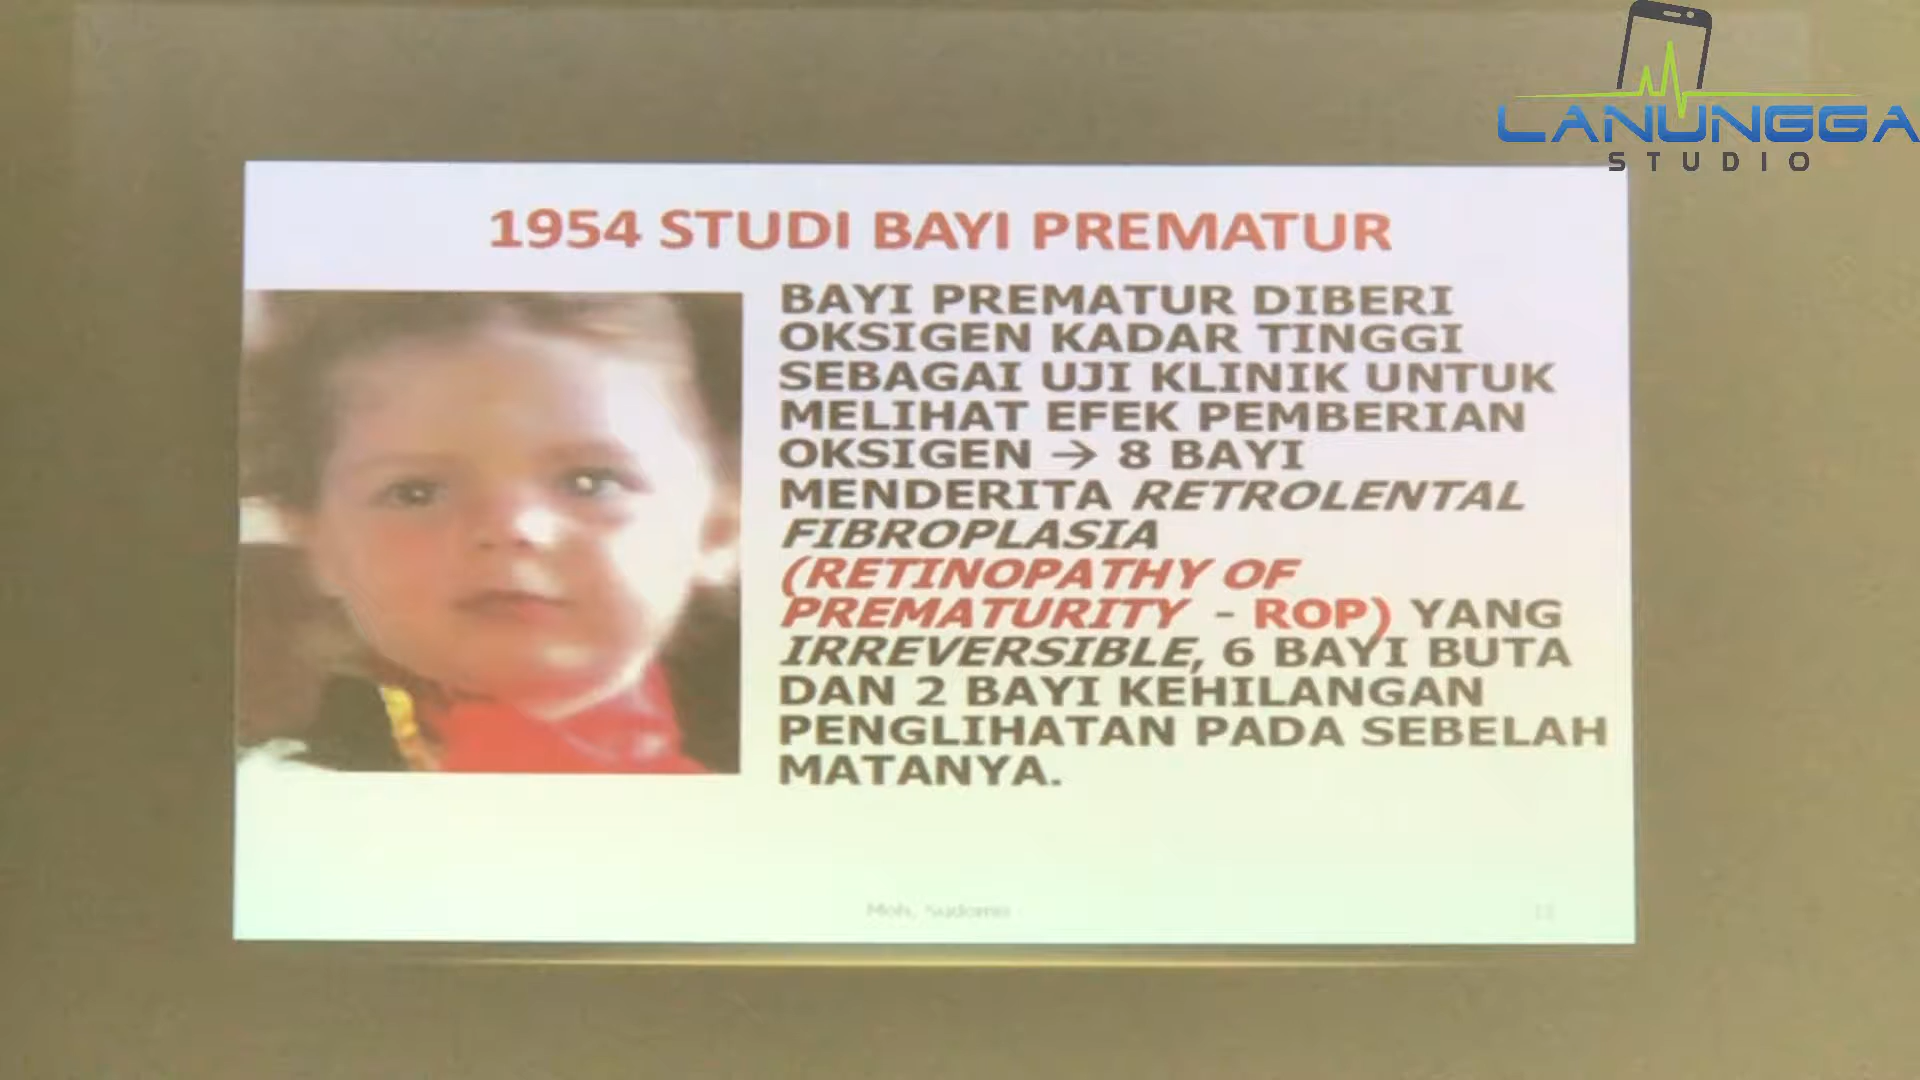 LANUNGGA
STUDIO
1954 STUDI BAYI PREMATUR
BAYI PREMATUR DIBERI
OKSIGEN KADAR TINGGI
SEBAGAI UJI KLINIK UNTUK
MELIHAT EFEK PEMBERIAN
OKSIGEN → 8 BAYI
MENDERITA RETROLENTAL
FIBROPLASIA
(RETINOPATHY OF
PREMATURITY - ROP) YANG
IRREVERSIBLE, 6 BAYI BUTA
DAN 2 BAYI KEHILANGAN
PENGLIHATAN PADA SEBELAH
MATANYA.
Moh.